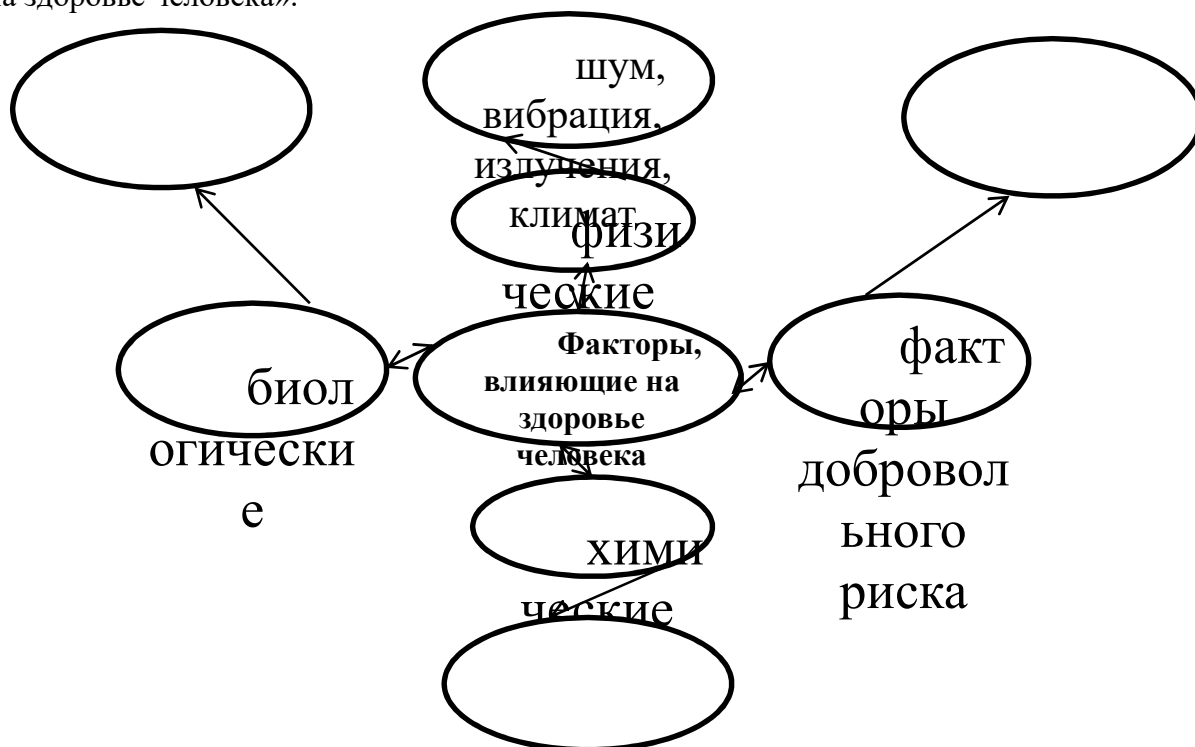 на здоровье человека».
шум,
вибрация,
излучения,
климат
физи
ческие
Факторы,
влияющие на
здоровье
человека
биол
огически
е
факт
оры
добровол
ьного
риска
хими
ческие